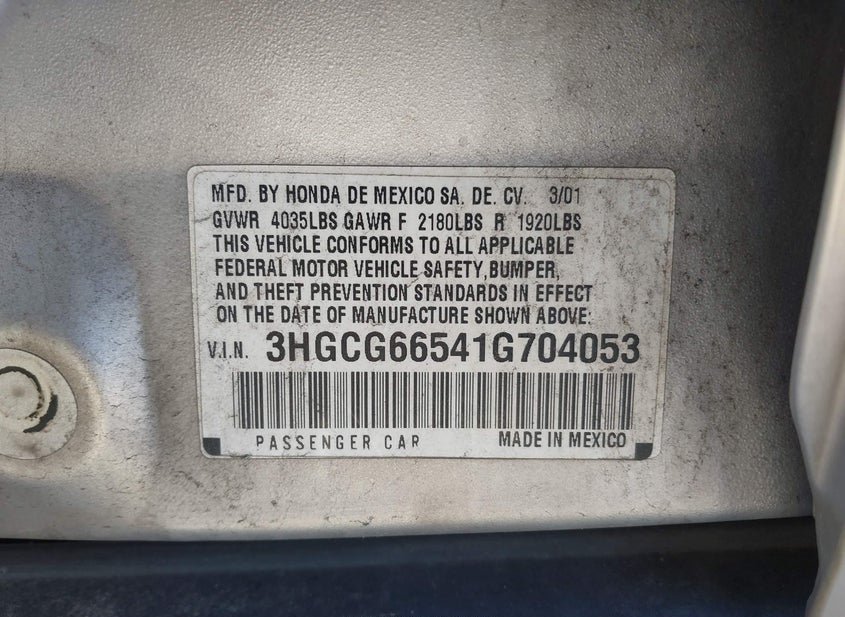 MFD. BY HONDA DE MEXICO SA. DE. CV. 3/01
GVWR 4035LBS GAWR F 2180LBS R 1920LBS
THIS VEHICLE CONFORMS TO ALL APPLICABLE
FEDERAL MOTOR VEHICLE SAFETY, BUMPER,
AND THEFT PREVENTION STANDARDS IN EFFECT
ON THE DATE OF MANUFACTURE SHOWN ABOVE:
V.I.N. 3HGCG66541G704053
PASSENGER CAR MADE IN MEXICO